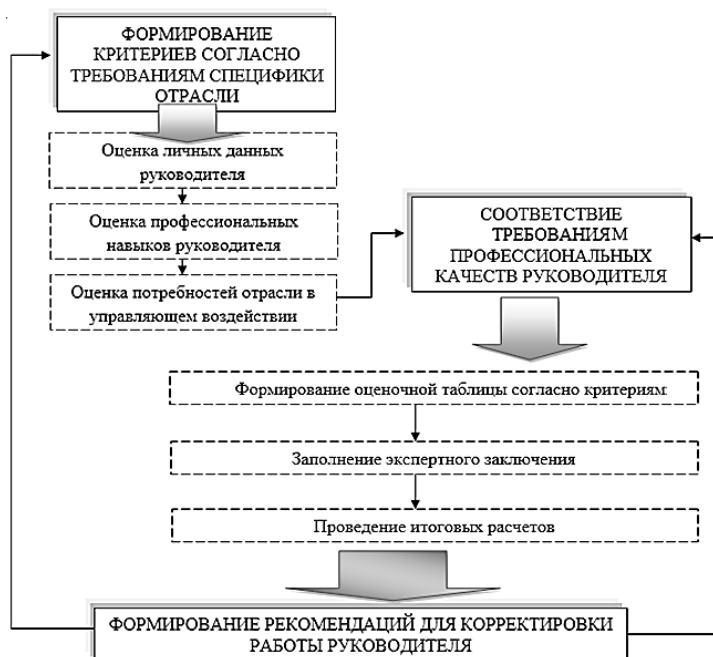 ФОРМИРОВАНИЕ
КРИТЕРИЕВ СОГЛАСНО
ТРЕБОВАНИЯМ СПЕЦИФИКИ
ОТРАСЛИ
Оценка личных данных
руководителя
Оценка профессиональных
навыков руководителя
Оценка потребностей отрасли в
управляющем воздействии
СООТВЕТСТВИЕ
ТРЕБОВАНИЯМ
ПРОФЕССИОНАЛЬНЫХ
КАЧЕСТВ РУКОВОДИТЕЛЯ
Формирование оценочной таблицы согласно критериям
Заполнение экспертного заключения
Проведение итоговых расчетов
ФОРМИРОВАНИЕ РЕКОМЕНДАЦИЙ ДЛЯ КОРРЕКТИРОВКИ
РАБОТЫ РУКОВОДИТЕЛЯ